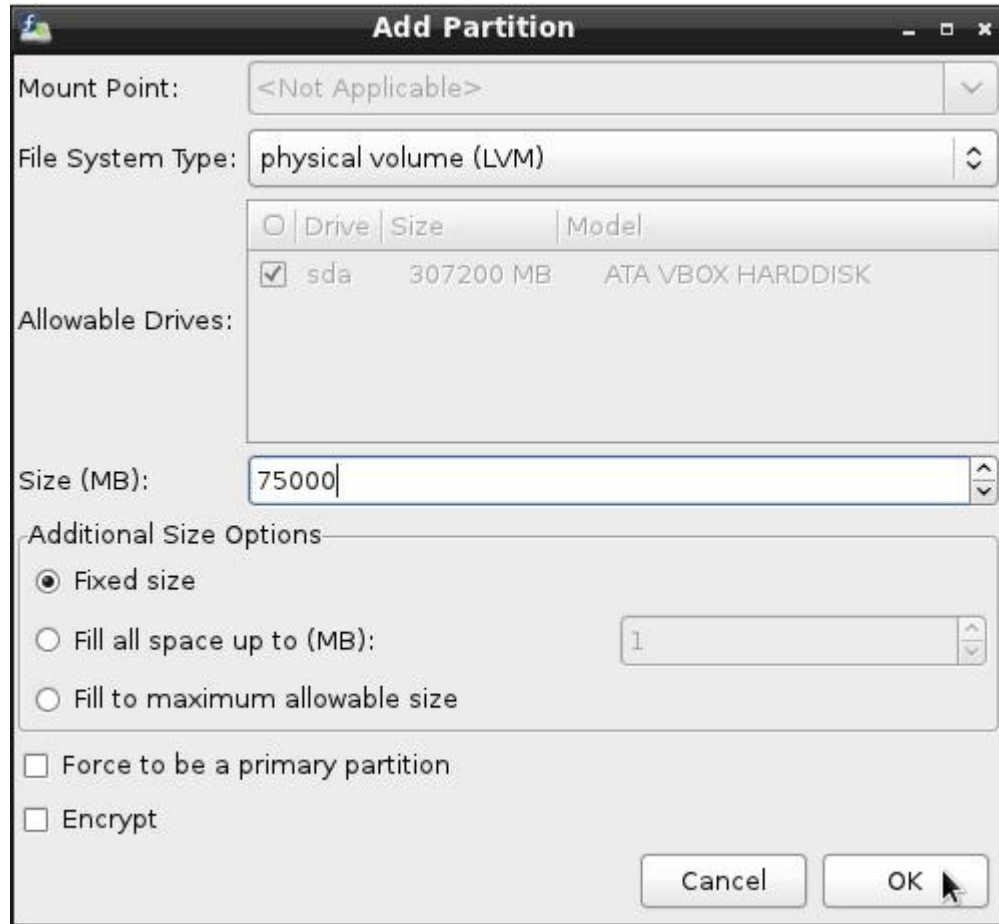 Add Partition
Mount Point: <Not Applicable>
File System Type: physical volume (LVM)
Drive Size Model
sda 307200 MB ATA VBOX HARDDISK
Allowable Drives:
Size (MB): 75000
Additional Size Options
Fixed size
Fill all space up to (MB): 1
Fill to maximum allowable size
Force to be a primary partition
Encrypt
Cancel OK